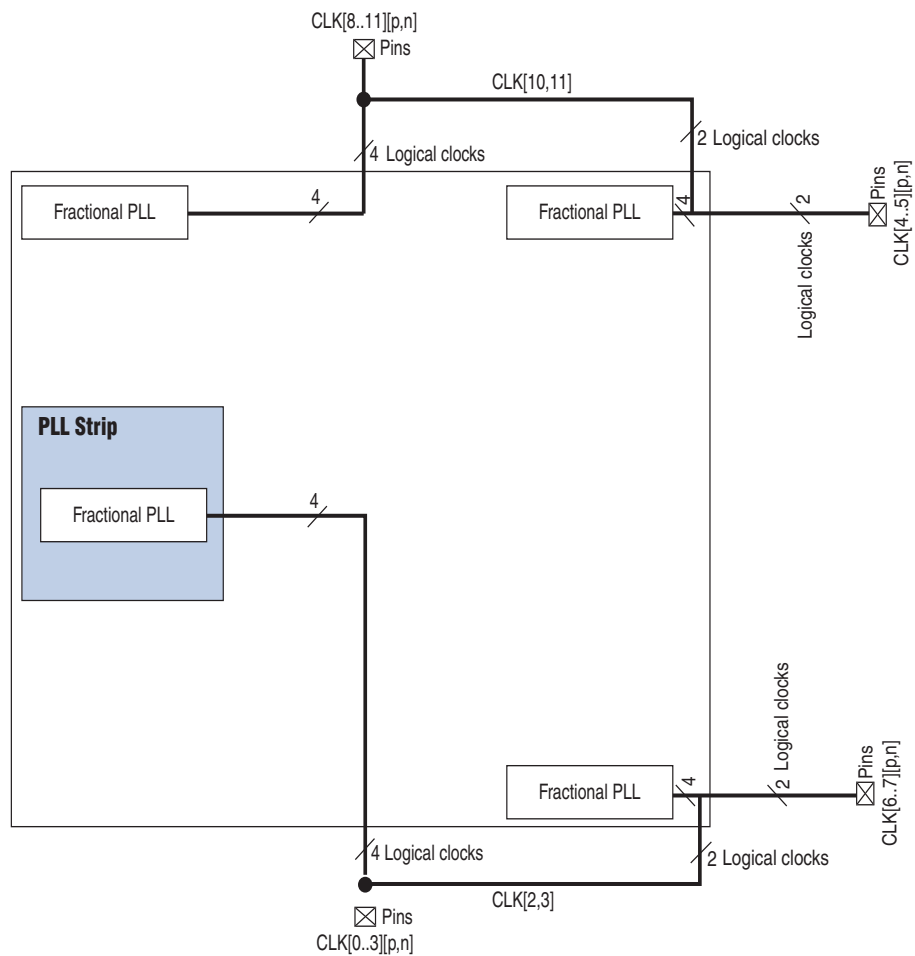 CLK[8..11][p,n]
Pins
CLK[10,11]
4 Logical clocks
2 Logical clocks
Fractional PLL
4
Fractional PLL
4
2
Logical clocks
Pins
CLK[4..5][p,n]
PLL Strip
Fractional PLL
4
Fractional PLL
4
2
Logical clocks
Pins
CLK[6..7][p,n]
4 Logical clocks
2 Logical clocks
CLK[2,3]
Pins
CLK[0..3][p,n]